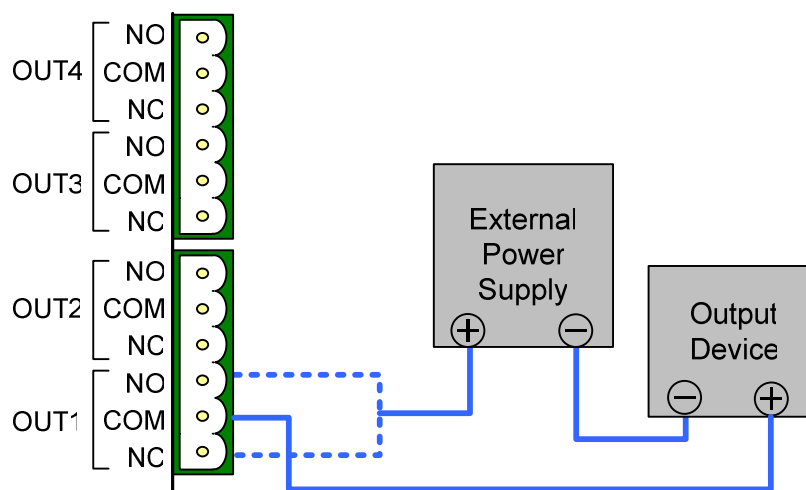 OUT4
NO
COM
NC
OUT3
NO
COM
NC
OUT2
NO
COM
NC
OUT1
NO
COM
NC
External
Power
Supply
+ −
Output
Device
− +